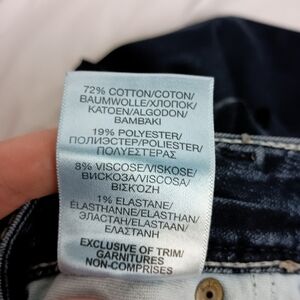 72% COTTON/COTON/
BAUMWOLLE/ХЛОПОК/
KATOEN/ALGODON/
ΒΑΜΒΑΚΙ
19% POLYESTER/
ПОЛИЭСТЕР/POLIESTER/
ΠΟΛΥΕΣΤΕΡΑΣ
8% VISCOSE/VISKOSE/
ВИСКОЗА/VISCOSA/
ΒΙΣΚΌΖΗ
1% ELASTANE/
ÉLASTHANNE/ELASTHAN/
ЭЛАСТАН/ELASTAAN/
ΕΛΑΣΤΑΝΗ
EXCLUSIVE OF TRIM/
GARNITURES
NON-COMPRISES